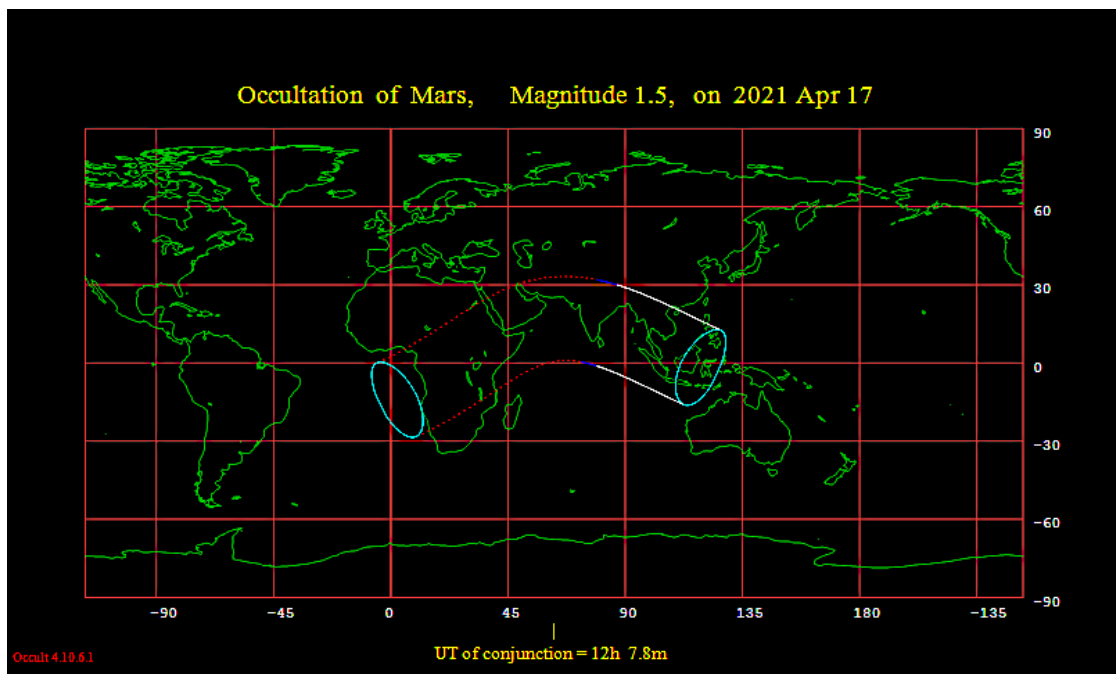 Occultation of Mars, Magnitude 1.5, on 2021 Apr 17
90
60
30
0
-30
-60
-90
-90 -45 0 45 90 135 180 -135
UT of conjunction = 12h 7.8m
Occult 4.10.6.1